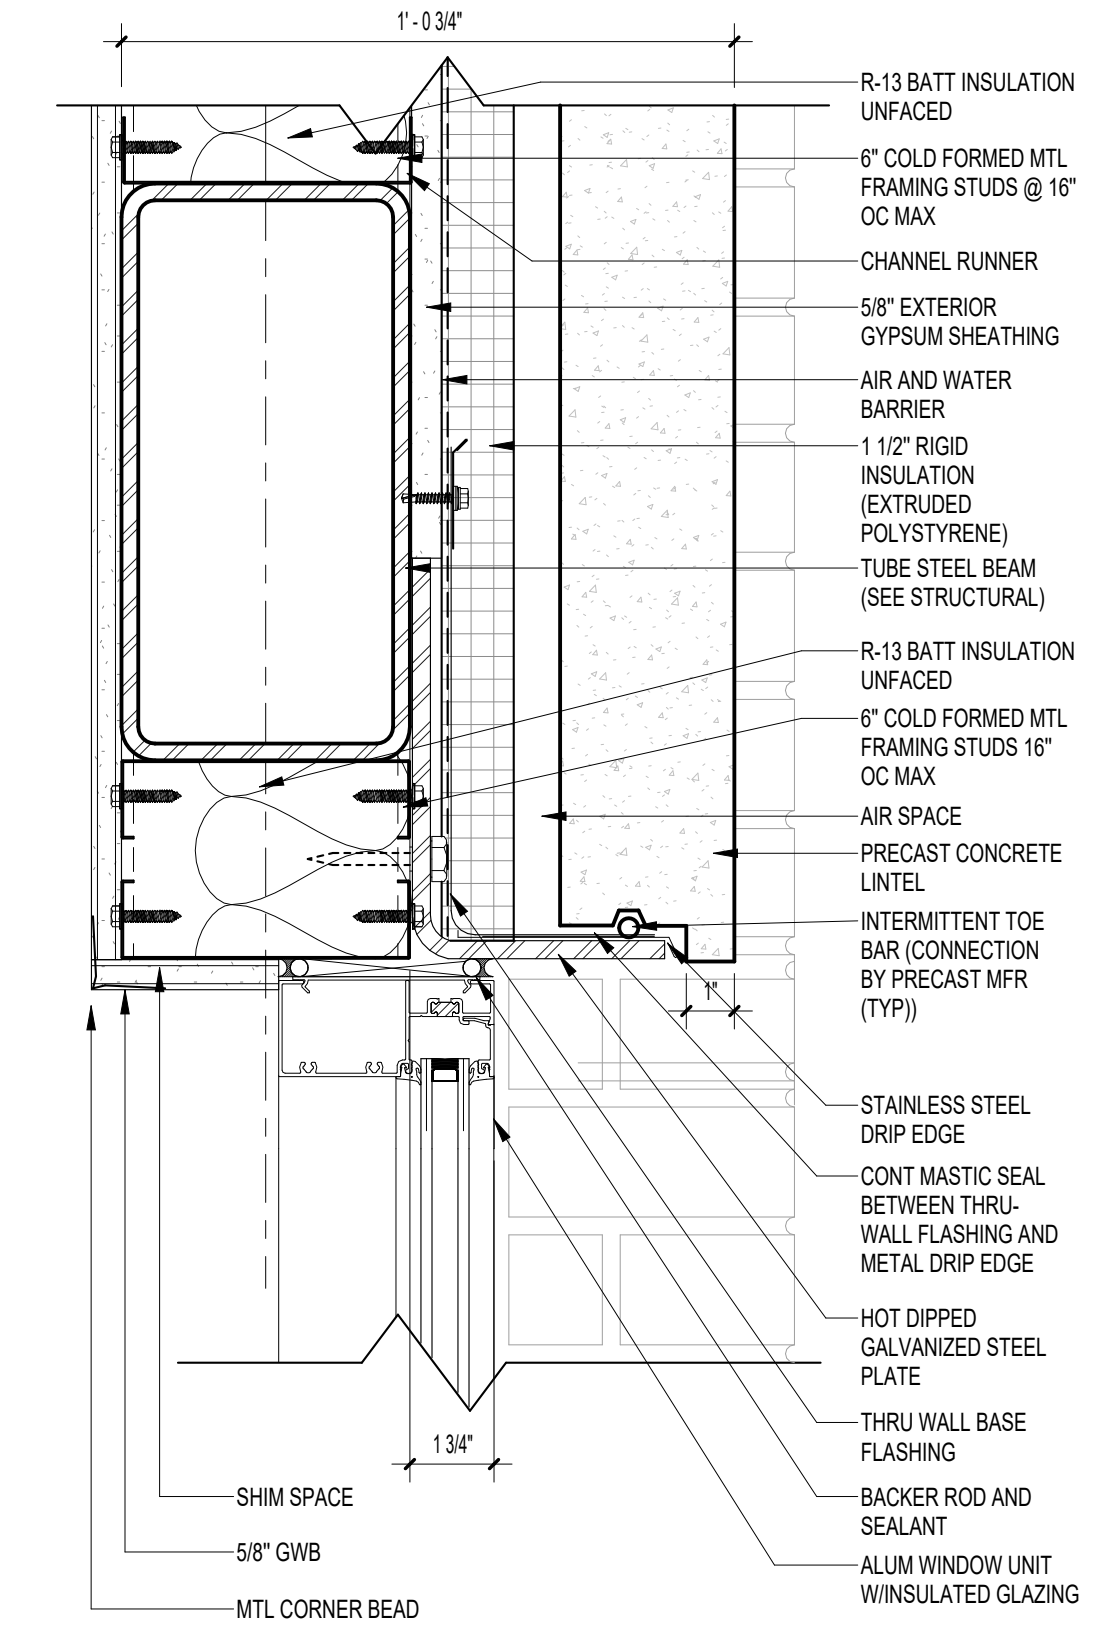 1' - 0 3/4"
R-13 BATT INSULATION
UNFACED
6" COLD FORMED MTL
FRAMING STUDS @ 16"
OC MAX
CHANNEL RUNNER
5/8" EXTERIOR
GYPSUM SHEATHING
AIR AND WATER
BARRIER
1 1/2" RIGID
INSULATION
(EXTRUDED
POLYSTYRENE)
TUBE STEEL BEAM
(SEE STRUCTURAL)
R-13 BATT INSULATION
UNFACED
6" COLD FORMED MTL
FRAMING STUDS 16"
OC MAX
AIR SPACE
PRECAST CONCRETE
LINTEL
INTERMITTENT TOE
BAR (CONNECTION
BY PRECAST MFR
(TYP))
1"
STAINLESS STEEL
DRIP EDGE
CONT MASTIC SEAL
BETWEEN THRU-
WALL FLASHING AND
METAL DRIP EDGE
HOT DIPPED
GALVANIZED STEEL
PLATE
THRU WALL BASE
FLASHING
BACKER ROD AND
SEALANT
ALUM WINDOW UNIT
W/INSULATED GLAZING
1 3/4"
SHIM SPACE
5/8" GWB
MTL CORNER BEAD